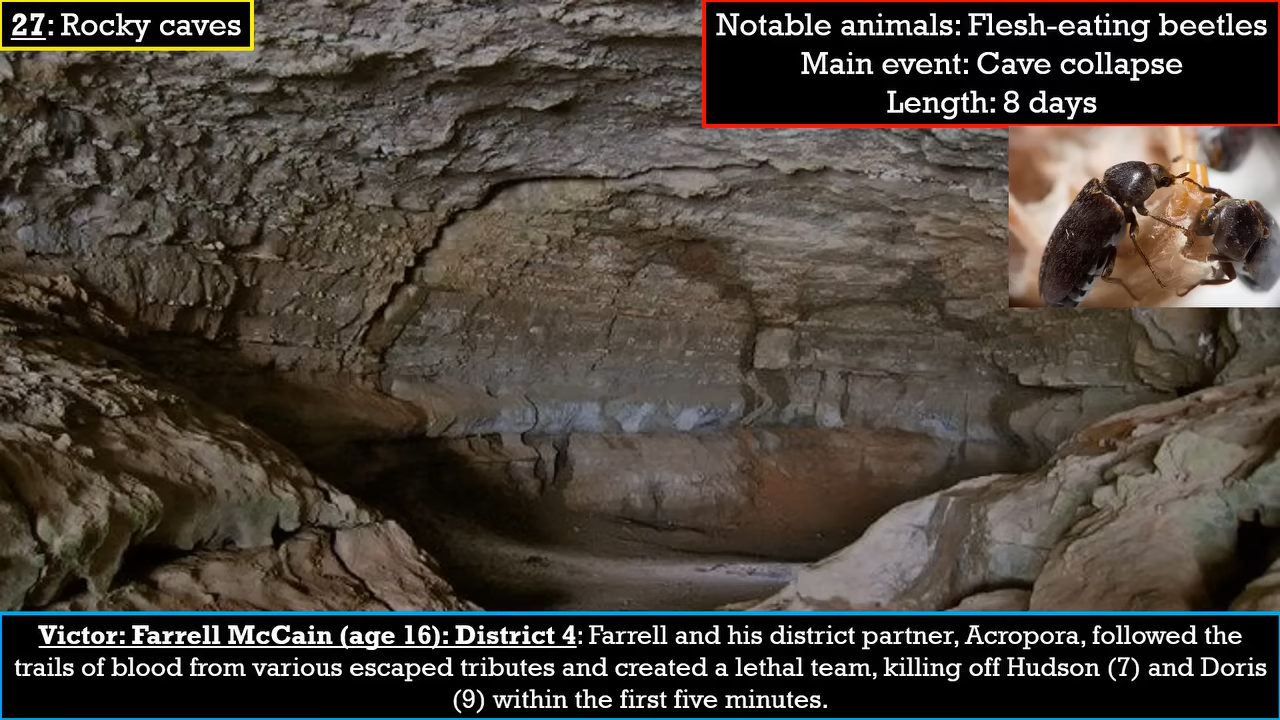 27: Rocky caves
Notable animals: Flesh-eating beetles
Main event: Cave collapse
Length: 8 days
Victor: Farrell McCain (age 16): District 4: Farrell and his district partner, Acropora, followed the
trails of blood from various escaped tributes and created a lethal team, killing off Hudson (7) and Doris
(9) within the first five minutes.